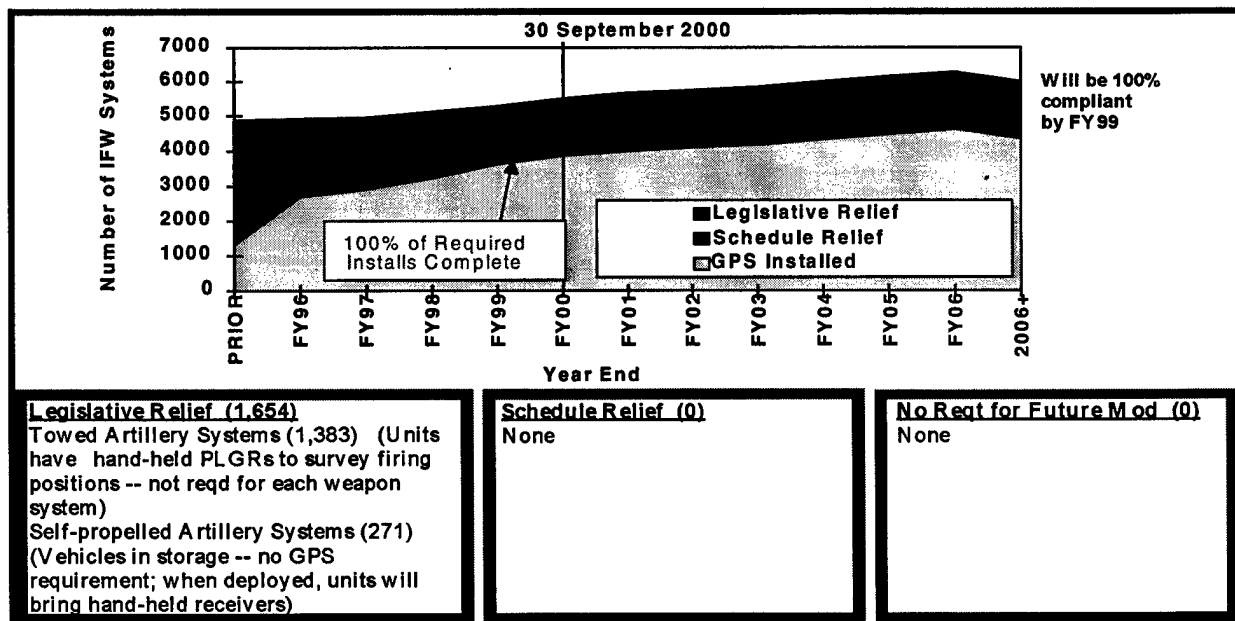 30 September 2000
Number of IFW Systems
7000
6000
5000
4000
3000
2000
1000
0
100% of Required
Installs Complete
Legislative Relief
Schedule Relief
GPS Installed
Will be 100%
compliant
by FY99
PRIOR
FY96
FY97
FY98
FY99
FY00
FY01
FY02
FY03
FY04
FY05
FY06
2006+
Year End
Legislative Relief (1,654)
Towed Artillery Systems (1,383) (Units
have hand-held PLGRs to survey firing
positions -- not reqd for each weapon
system)
Self-propelled Artillery Systems (271)
(Vehicles in storage -- no GPS
requirement; when deployed, units will
bring hand-held receivers)
Schedule Relief (0)
None
No Reqt for Future Mod (0)
None